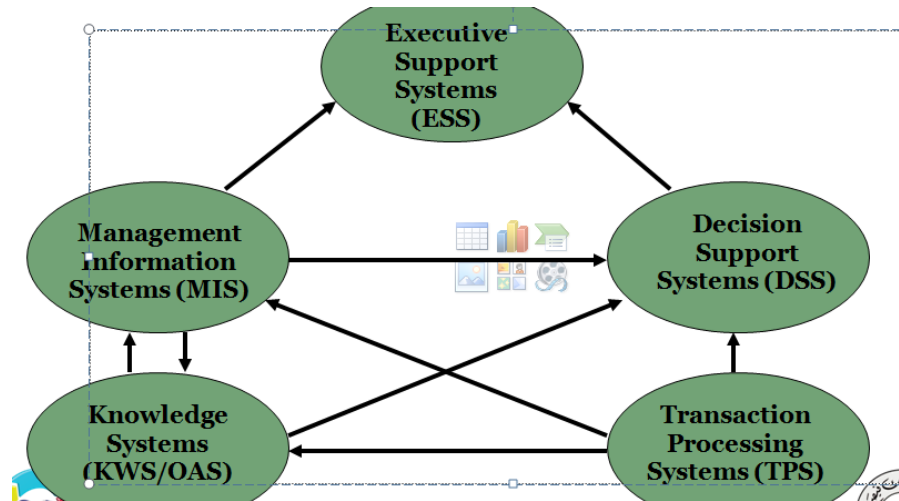 Executive
Support
Systems
(ESS)
Management
Information
Systems (MIS)
Decision
Support
Systems (DSS)
Knowledge
Systems
(KWS/OAS)
Transaction
Processing
Systems (TPS)